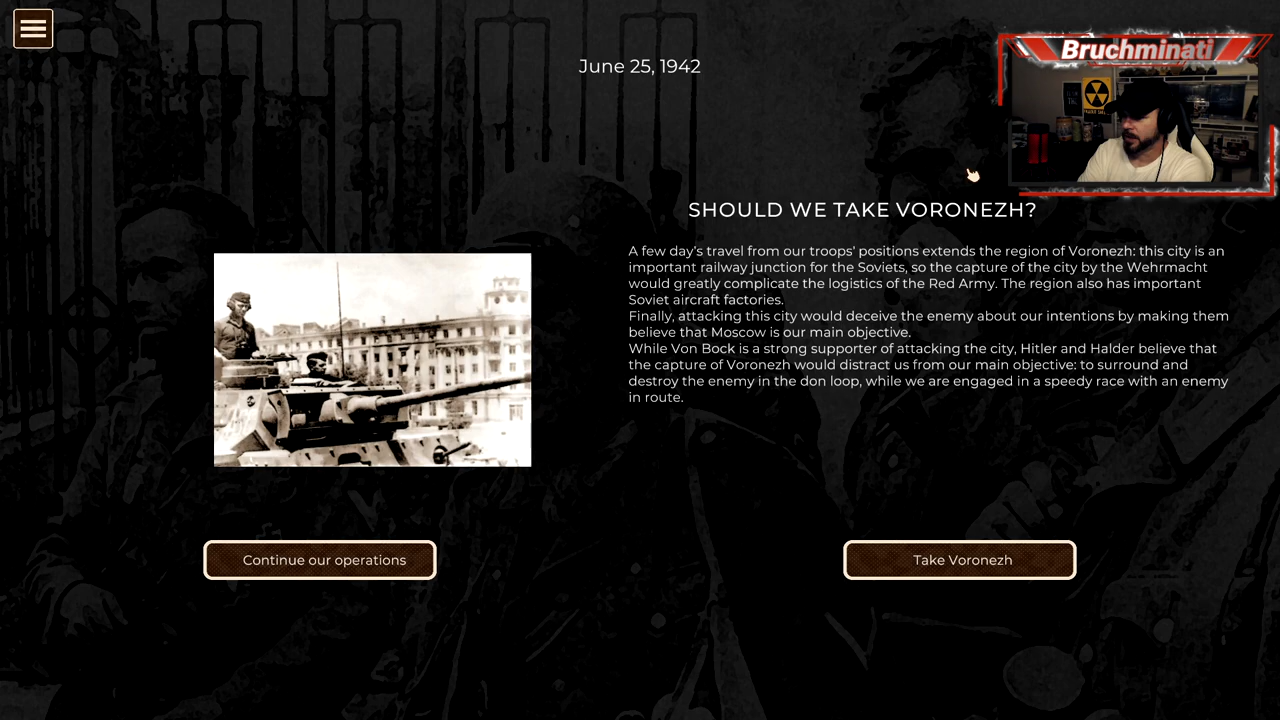 June 25, 1942
Bruchminati
SHOULD WE TAKE VORONEZH?
A few day's travel from our troops' positions extends the region of Voronezh: this city is an
important railway junction for the Soviets, so the capture of the city by the Wehrmacht
would greatly complicate the logistics of the Red Army. The region also has important
Soviet aircraft factories.
Finally, attacking this city would deceive the enemy about our intentions by making them
believe that Moscow is our main objective.
While Von Bock is a strong supporter of attacking the city, Hitler and Halder believe that
the capture of Voronezh would distract us from our main objective: to surround and
destroy the enemy in the don loop, while we are engaged in a speedy race with an enemy
in route.
Continue our operations
Take Voronezh